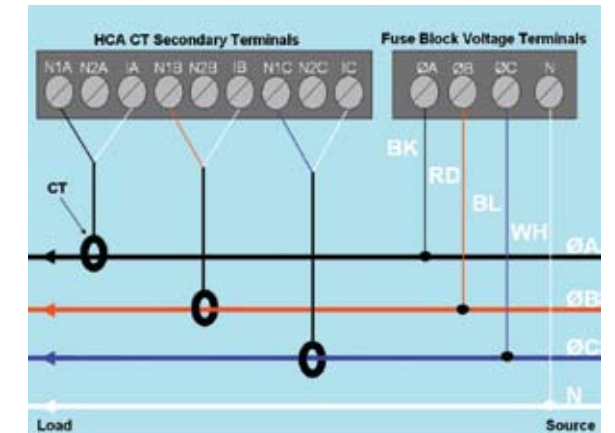 HCA CT Secondary Terminals
Fuse Block Voltage Terminals
N1A N2A IA N1B N2B IB N1C N2C IC
ØA ØB ØC N
BK
RD
BL
CT
WH
ØA
ØB
ØC
N
Load
Source